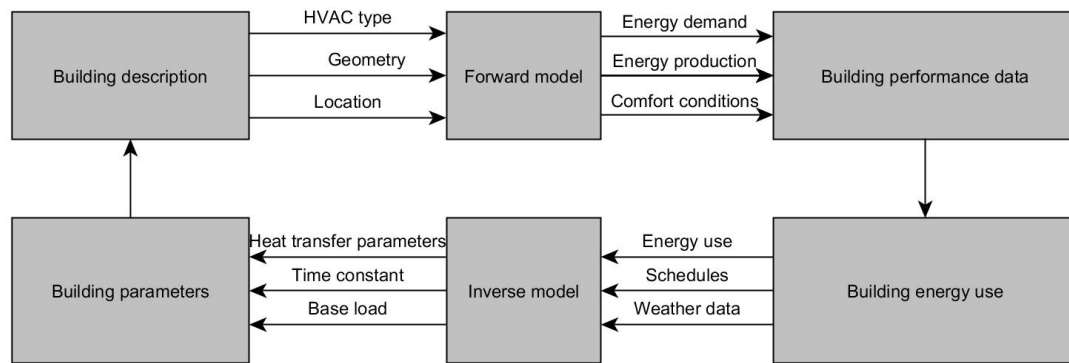 HVAC type
Energy demand
Building description
Geometry
Forward model
Energy production
Building performance data
Location
Comfort conditions
Heat transfer parameters
Energy use
Building parameters
Time constant
Inverse model
Schedules
Building energy use
Base load
Weather data